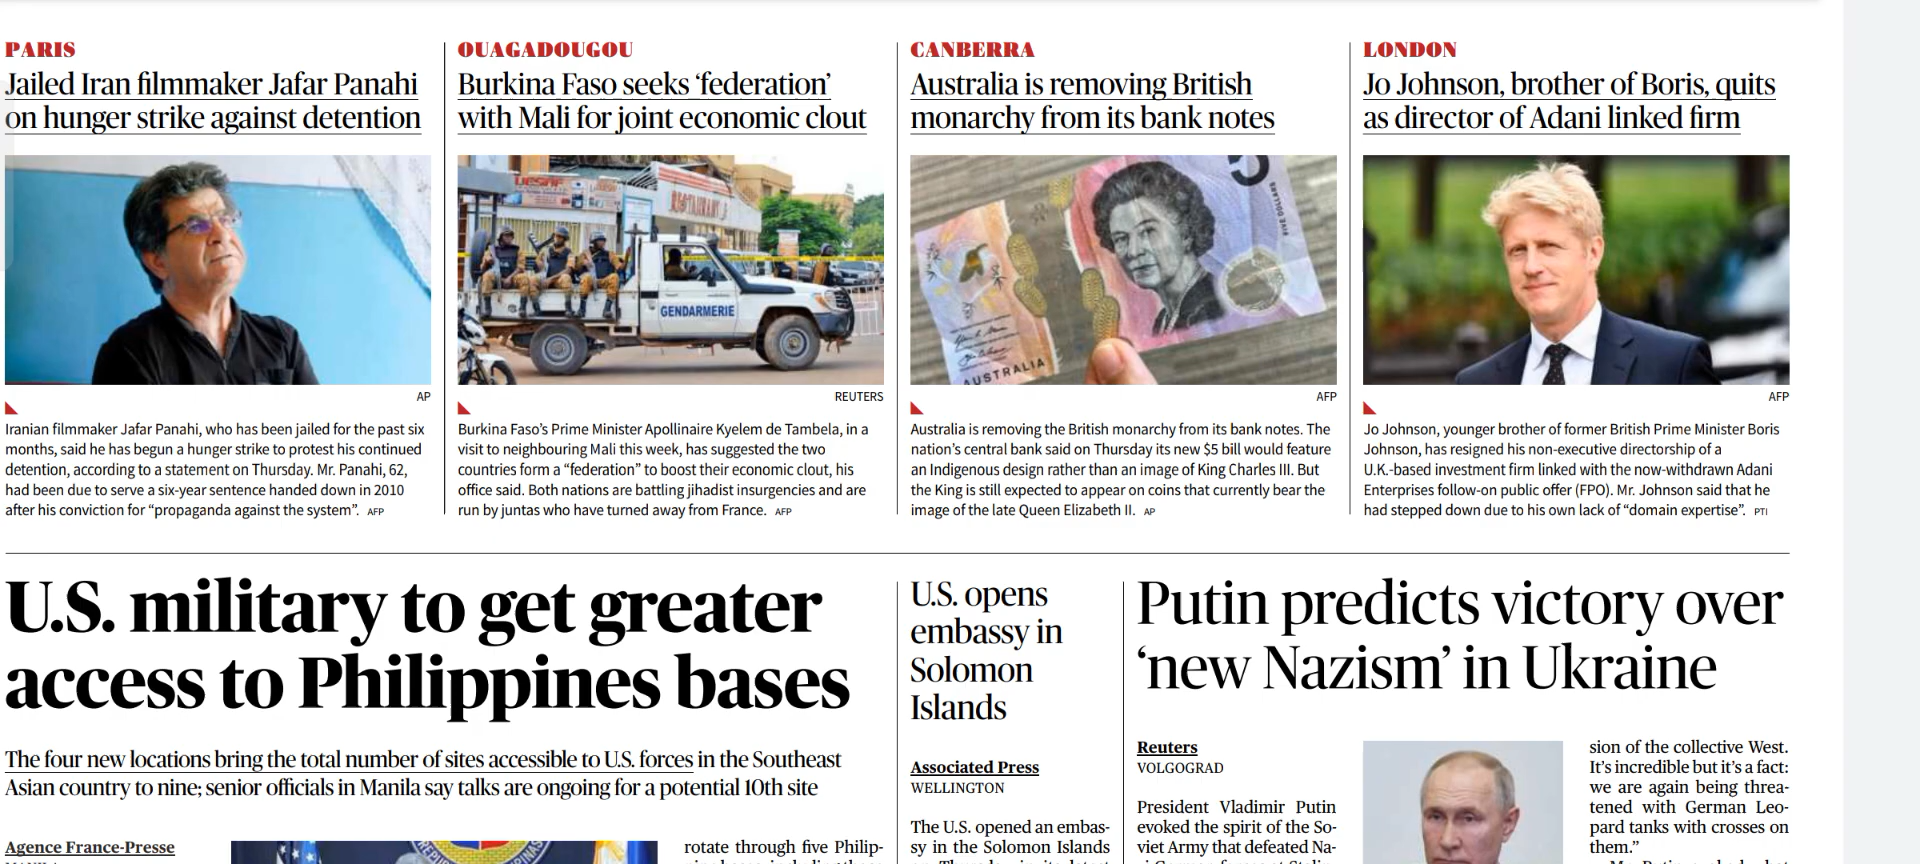 PARIS
Jailed Iran filmmaker Jafar Panahi
on hunger strike against detention
AP
Iranian filmmaker Jafar Panahi, who has been jailed for the past six
months, said he has begun a hunger strike to protest his continued
detention, according to a statement on Thursday. Mr. Panahi, 62,
had been due to serve a six-year sentence handed down in 2010
after his conviction for “propaganda against the system”. AFP
OUAGADOUGOU
Burkina Faso seeks ‘federation’
with Mali for joint economic clout
RESTAURANT
GENDARMERIE
REUTERS
Burkina Faso’s Prime Minister Apollinaire Kyelem de Tambela, in a
visit to neighbouring Mali this week, has suggested the two
countries form a “federation” to boost their economic clout, his
office said. Both nations are battling jihadist insurgencies and are
run by juntas who have turned away from France. AFP
CANBERRA
Australia is removing British
monarchy from its bank notes
5
FIVE DOLLARS
AUSTRALIA
AFP
Australia is removing the British monarchy from its bank notes. The
nation’s central bank said on Thursday its new $5 bill would feature
an Indigenous design rather than an image of King Charles III. But
the King is still expected to appear on coins that currently bear the
image of the late Queen Elizabeth II. AP
LONDON
Jo Johnson, brother of Boris, quits
as director of Adani linked firm
AFP
Jo Johnson, younger brother of former British Prime Minister Boris
Johnson, has resigned his non-executive directorship of a
U.K.-based investment firm linked with the now-withdrawn Adani
Enterprises follow-on public offer (FPO). Mr. Johnson said that he
had stepped down due to his own lack of “domain expertise”. PTI
U.S. military to get greater
access to Philippines bases
The four new locations bring the total number of sites accessible to U.S. forces in the Southeast
Asian country to nine; senior officials in Manila say talks are ongoing for a potential 10th site
Agence France-Presse
rotate through five Philip-
U.S. opens
embassy in
Solomon
Islands
Associated Press
WELLINGTON
The U.S. opened an embas-
sy in the Solomon Islands
Putin predicts victory over
‘new Nazism’ in Ukraine
Reuters
VOLGOGRAD
President Vladimir Putin
evoked the spirit of the So-
viet Army that defeated Na-
sion of the collective West.
It’s incredible but it’s a fact:
we are again being threa-
tened with German Leo-
pard tanks with crosses on
them.”